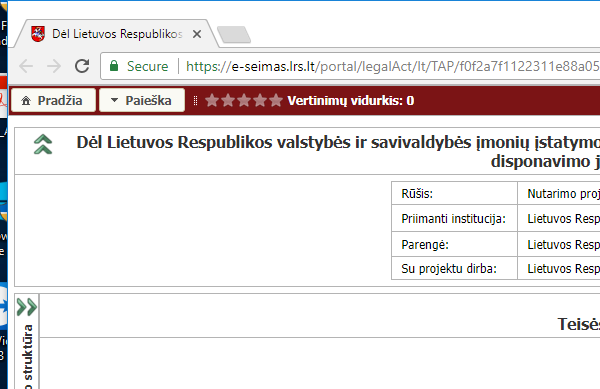 Dėl Lietuvos Respublikos
Secure https://e-seimas.lrs.lt/portal/legalAct/lt/TAP/f0f2a7f1122311e88a05
Pradžia Paieška Vertinimų vidurkis: 0
Dėl Lietuvos Respublikos valstybės ir savivaldybės įmonių įstatymo
disponavimo j
Rūšis: Nutarimo proj
Priimanti institucija: Lietuvos Resp
Parengė: Lietuvos Resp
Su projektu dirba: Lietuvos Resp
Teisės
o struktūra